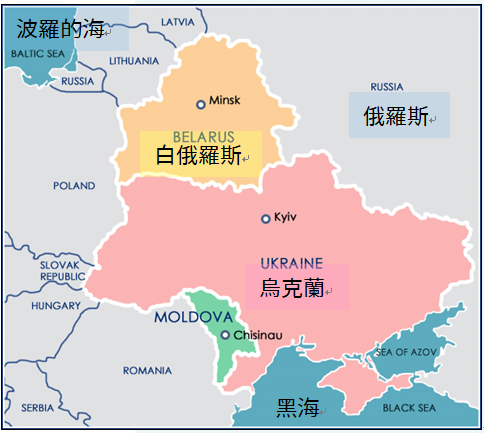 LATVIA
波羅的海
BALTIC SEA
LITHUANIA
RUSSIA
RUSSIA
俄羅斯
Minsk
BELARUS
白俄羅斯
POLAND
Kyiv
UKRAINE
烏克蘭
SLOVAK
REPUBLIC
HUNGARY
MOLDOVA
Chisinau
SEA OF AZOV
ROMANIA
SERBIA
黑海
BLACK SEA